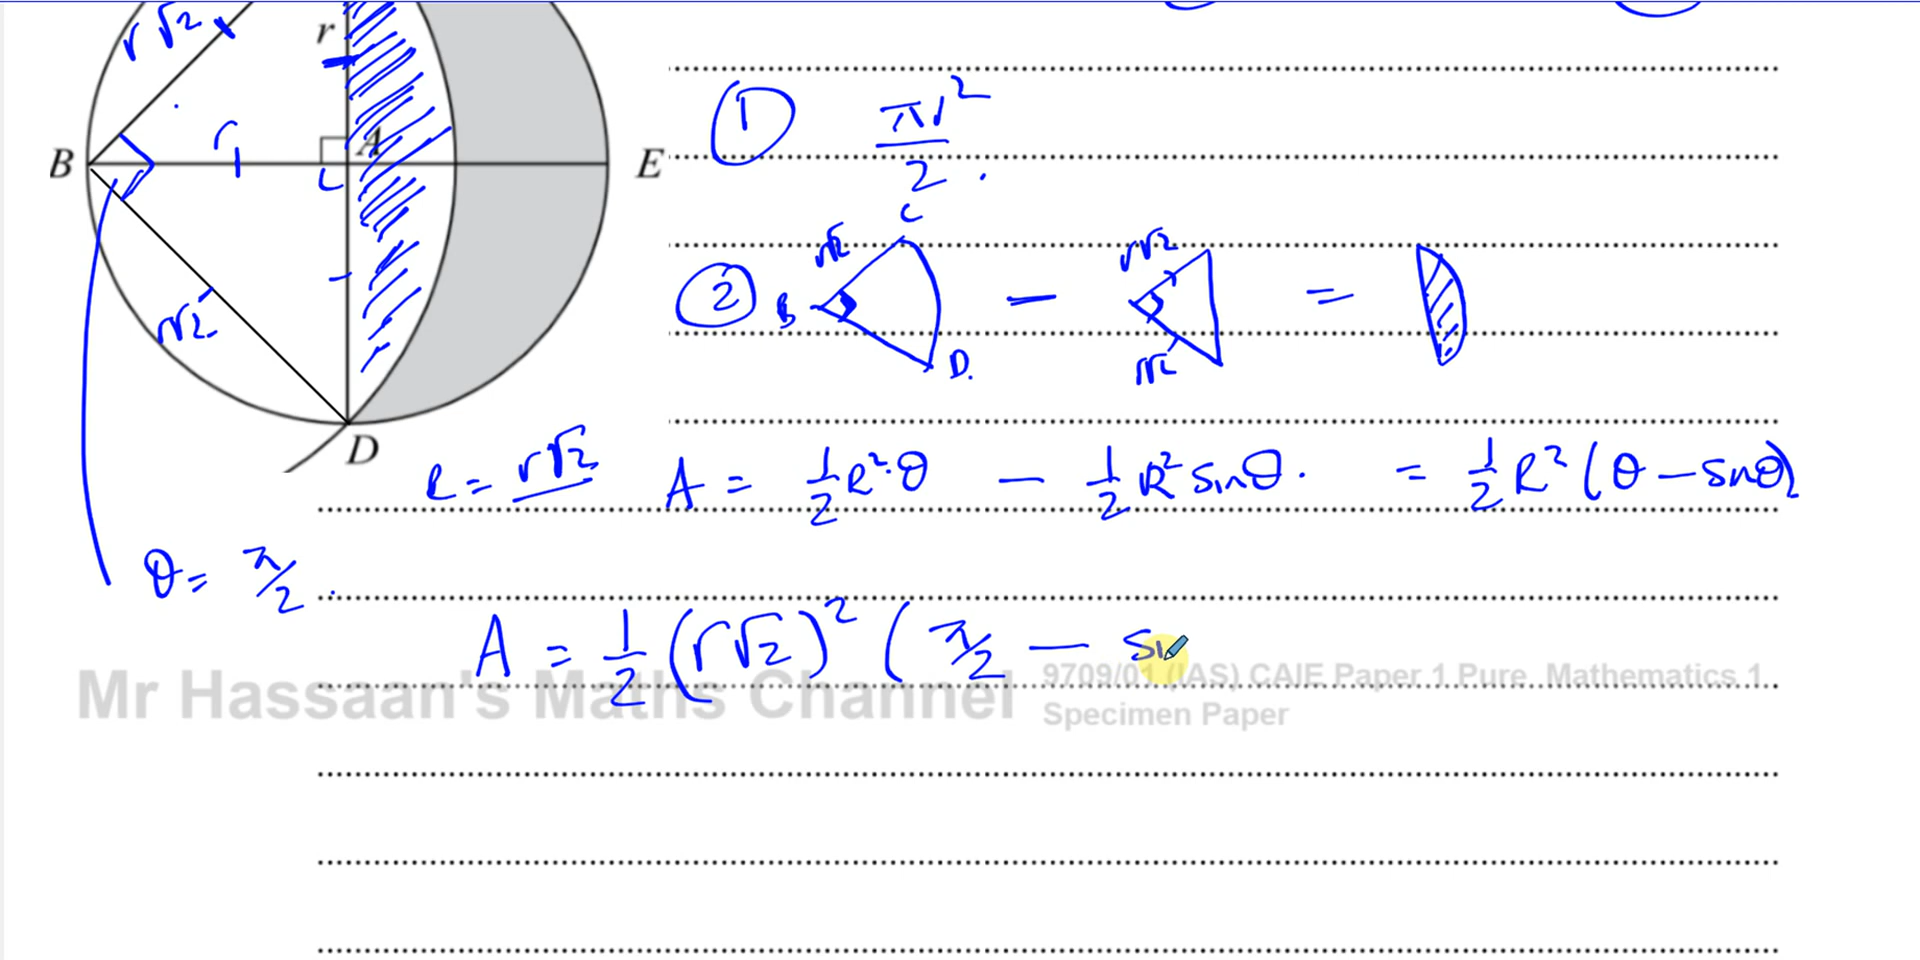 r√2
r
① πr²/2 .
A
B r E
C
② r√2 B D. − r√2 r√2 =
r√2
D
R = r√2 A = ½R²·θ − ½R² sinθ. = ½R²(θ − sinθ)
θ = π/2 .
A = ½(r√2)²(π/2 − si
Mr Hassaan's Maths Channel
9709/01 (IAS) CAIE Paper 1 Pure Mathematics 1
Specimen Paper